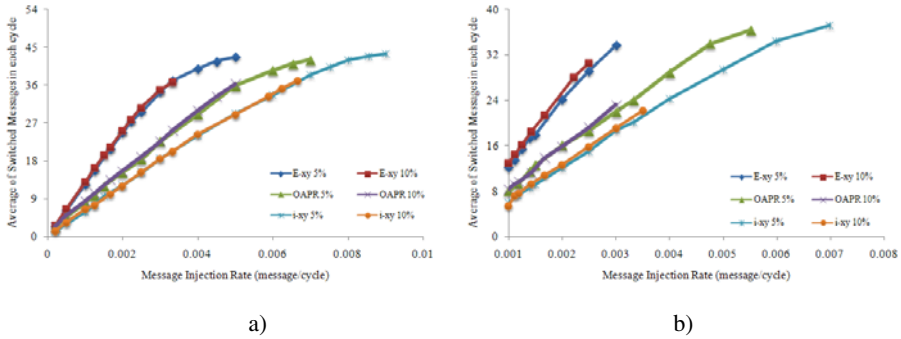 54
45
36
27
18
9
0
Average of Switched Messages in each cycle
E-xy 5%
E-xy 10%
OAPR 5%
OAPR 10%
i-xy 5%
i-xy 10%
0
0.002
0.004
0.006
0.008
0.01
Message Injection Rate (message/cycle)
a)
40
32
24
16
8
0
Average of Switched Messages in each cycle
E-xy 5%
E-xy 10%
OAPR 5%
OAPR 10%
i-xy 5%
i-xy 10%
0.001
0.002
0.003
0.004
0.005
0.006
0.007
0.008
Message Injection Rate (message/cycle)
b)